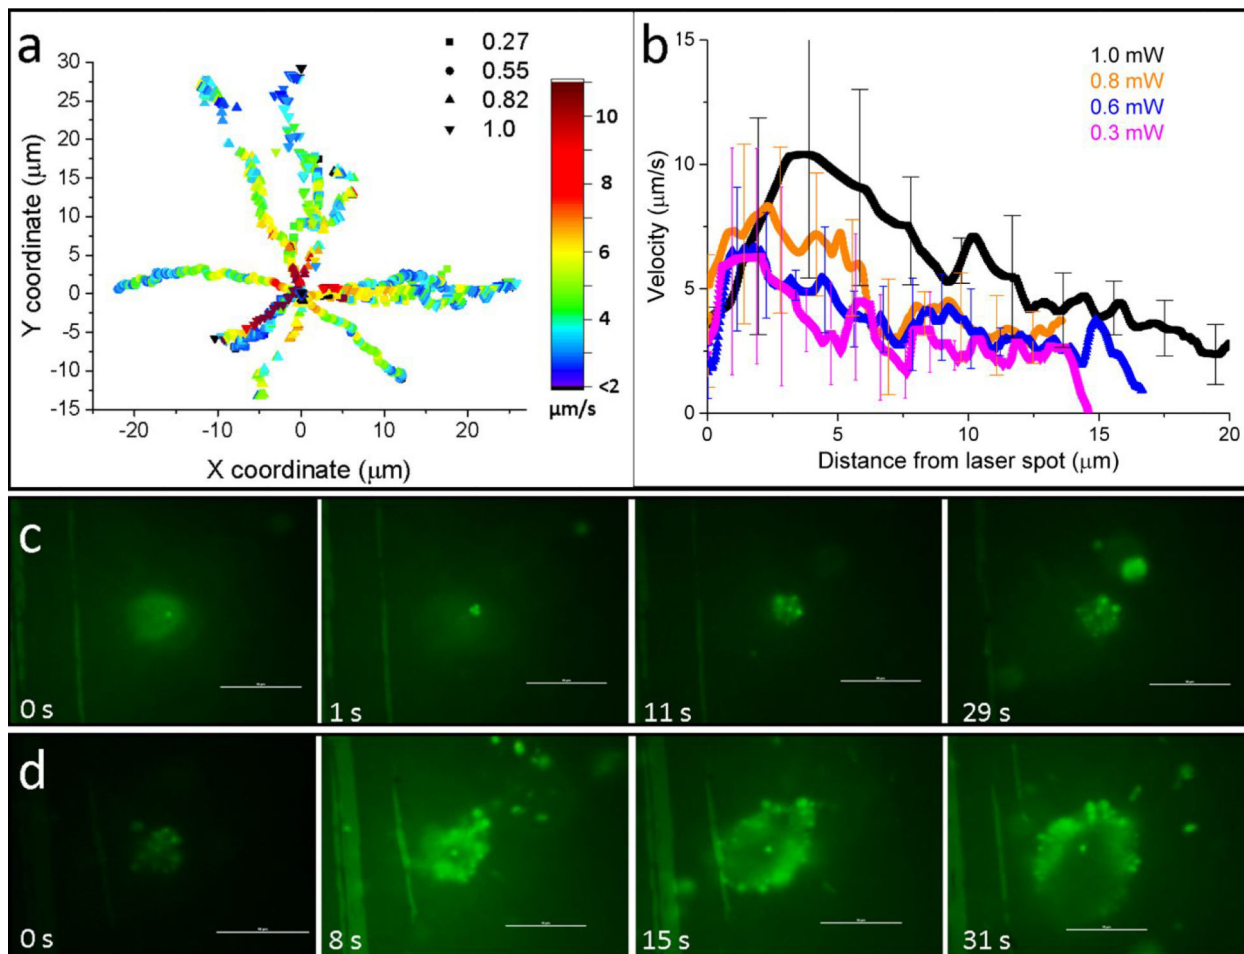 a
b
30
25
20
15
10
5
0
-5
-10
-15
Y coordinate (μm)
-20
-10
0
10
20
X coordinate (μm)
0.27
0.55
0.82
1.0
10
8
6
4
<2
μm/s
15
10
5
0
Velocity (μm/s)
1.0 mW
0.8 mW
0.6 mW
0.3 mW
0
5
10
15
20
Distance from laser spot (μm)
c
0 s
1 s
11 s
29 s
d
0 s
8 s
15 s
31 s